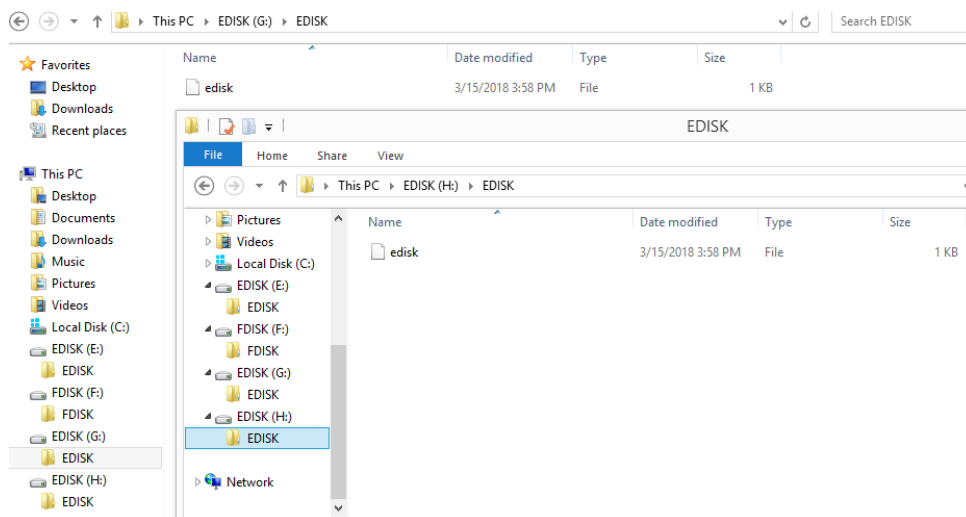 This PC EDISK (G:) EDISK
Search EDISK
Name Date modified Type Size
edisk 3/15/2018 3:58 PM File 1 KB
Favorites
Desktop
Downloads
Recent places
This PC
Desktop
Documents
Downloads
Music
Pictures
Videos
Local Disk (C:)
EDISK (E:)
EDISK
FDISK (F:)
FDISK
EDISK (G:)
EDISK
EDISK (H:)
EDISK
EDISK
File Home Share View
This PC EDISK (H:) EDISK
Pictures
Videos
Local Disk (C:)
EDISK (E:)
EDISK
FDISK (F:)
FDISK
EDISK (G:)
EDISK
EDISK (H:)
EDISK
Network
Name Date modified Type Size
edisk 3/15/2018 3:58 PM File 1 KB